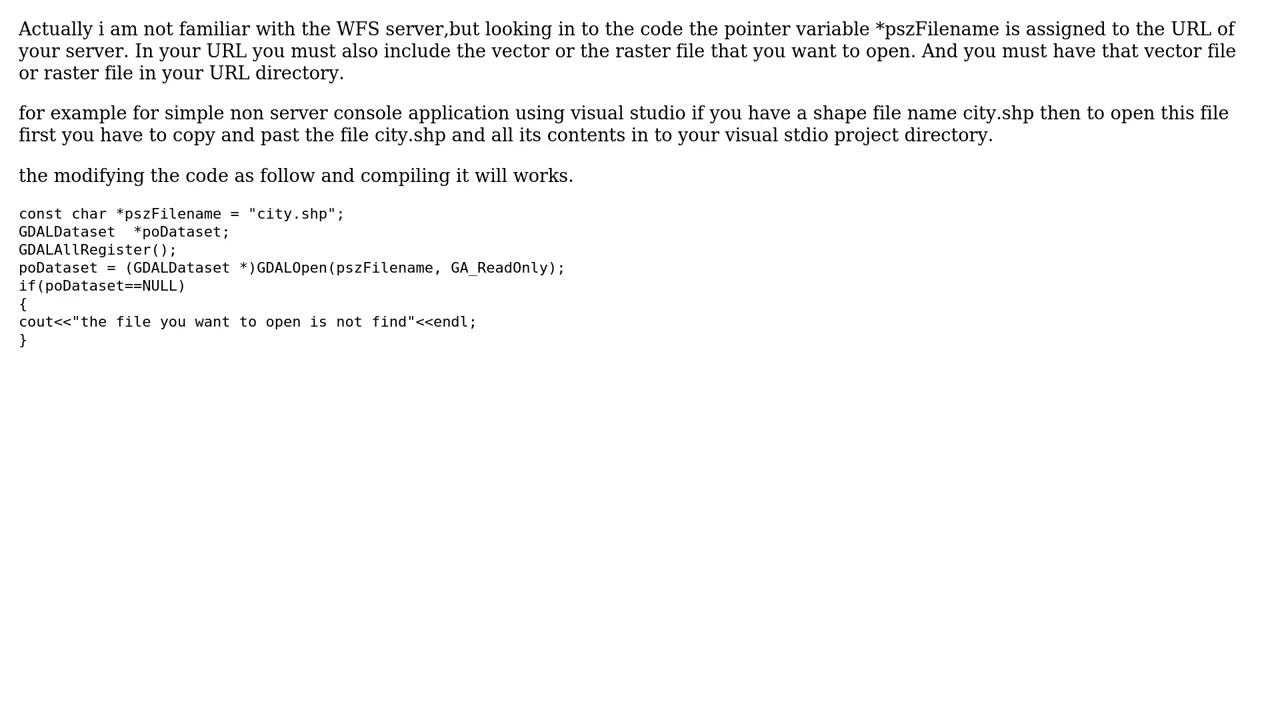 Actually i am not familiar with the WFS server,but looking in to the code the pointer variable *pszFilename is assigned to the URL of
your server. In your URL you must also include the vector or the raster file that you want to open. And you must have that vector file
or raster file in your URL directory.
for example for simple non server console application using visual studio if you have a shape file name city.shp then to open this file
first you have to copy and past the file city.shp and all its contents in to your visual stdio project directory.
the modifying the code as follow and compiling it will works.
const char *pszFilename = "city.shp";
GDALDataset  *poDataset;
GDALAllRegister();
poDataset = (GDALDataset *)GDALOpen(pszFilename, GA_ReadOnly);
if(poDataset==NULL)
{
cout<<"the file you want to open is not find"<<endl;
}